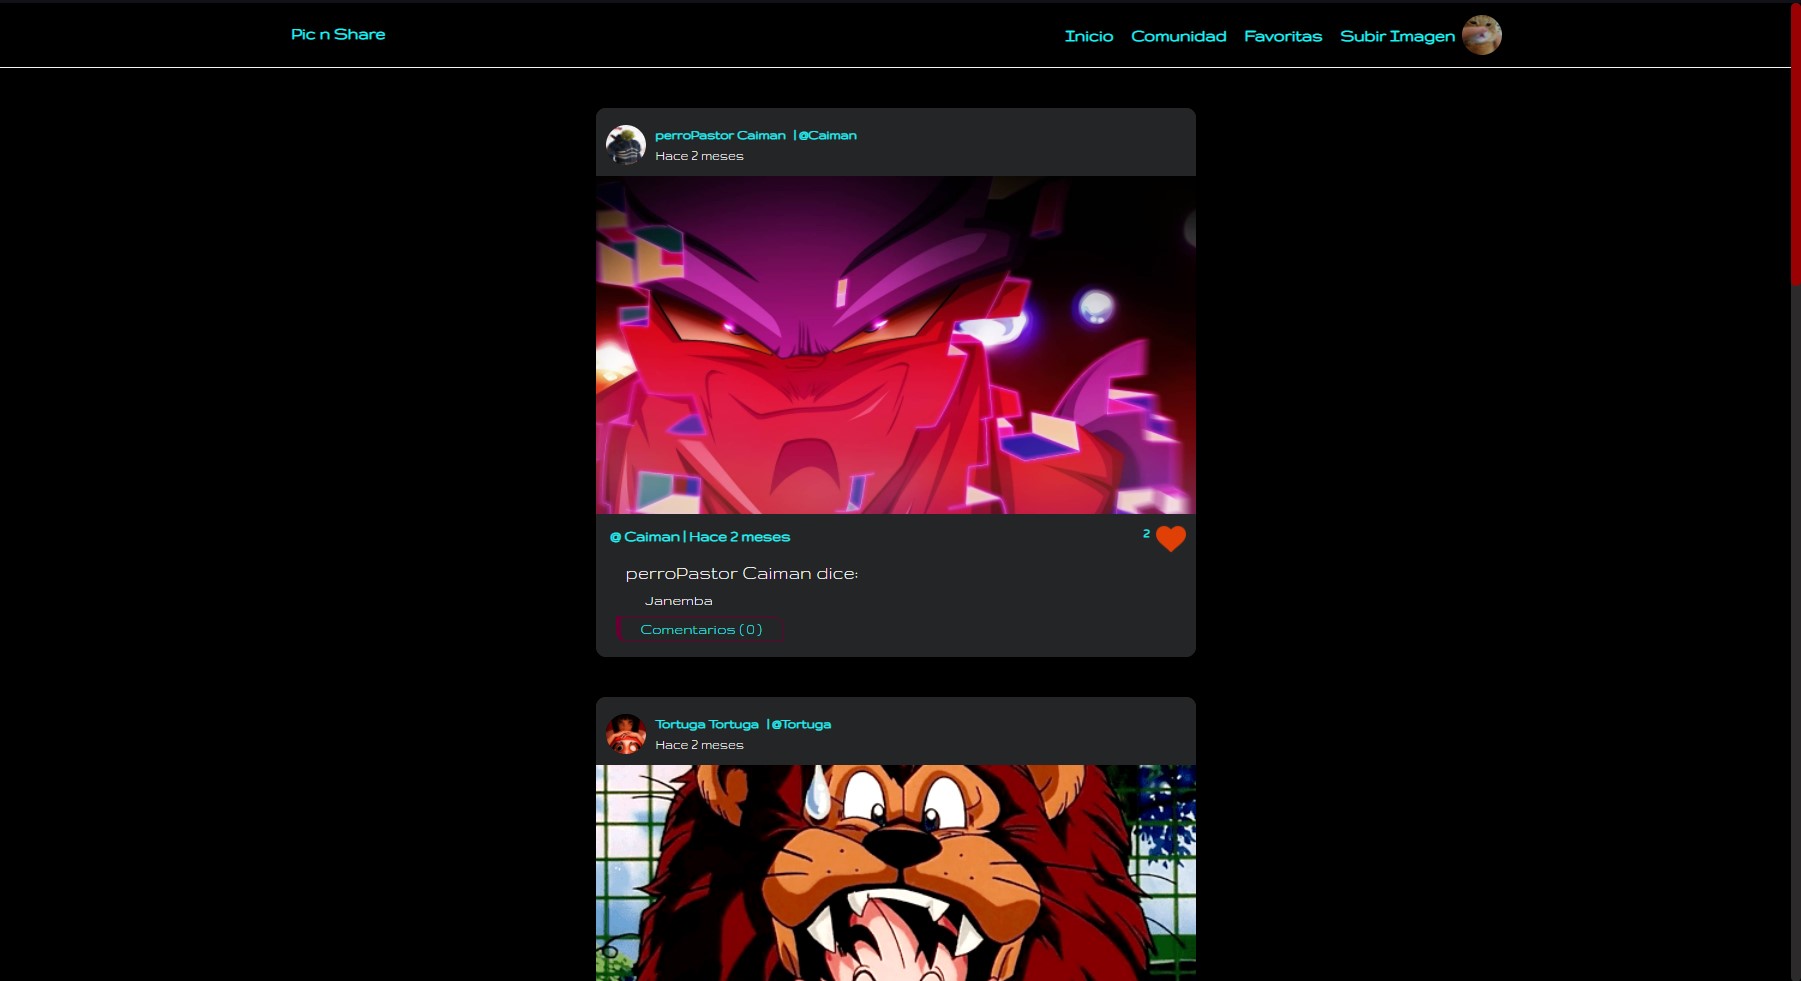 Pic n Share
Inicio Comunidad Favoritas Subir Imagen
perroPastor Caiman | @Caiman
Hace 2 meses
@ Caiman | Hace 2 meses
2
perroPastor Caiman dice:
Janemba
Comentarios ( 0 )
Tortuga Tortuga | @Tortuga
Hace 2 meses